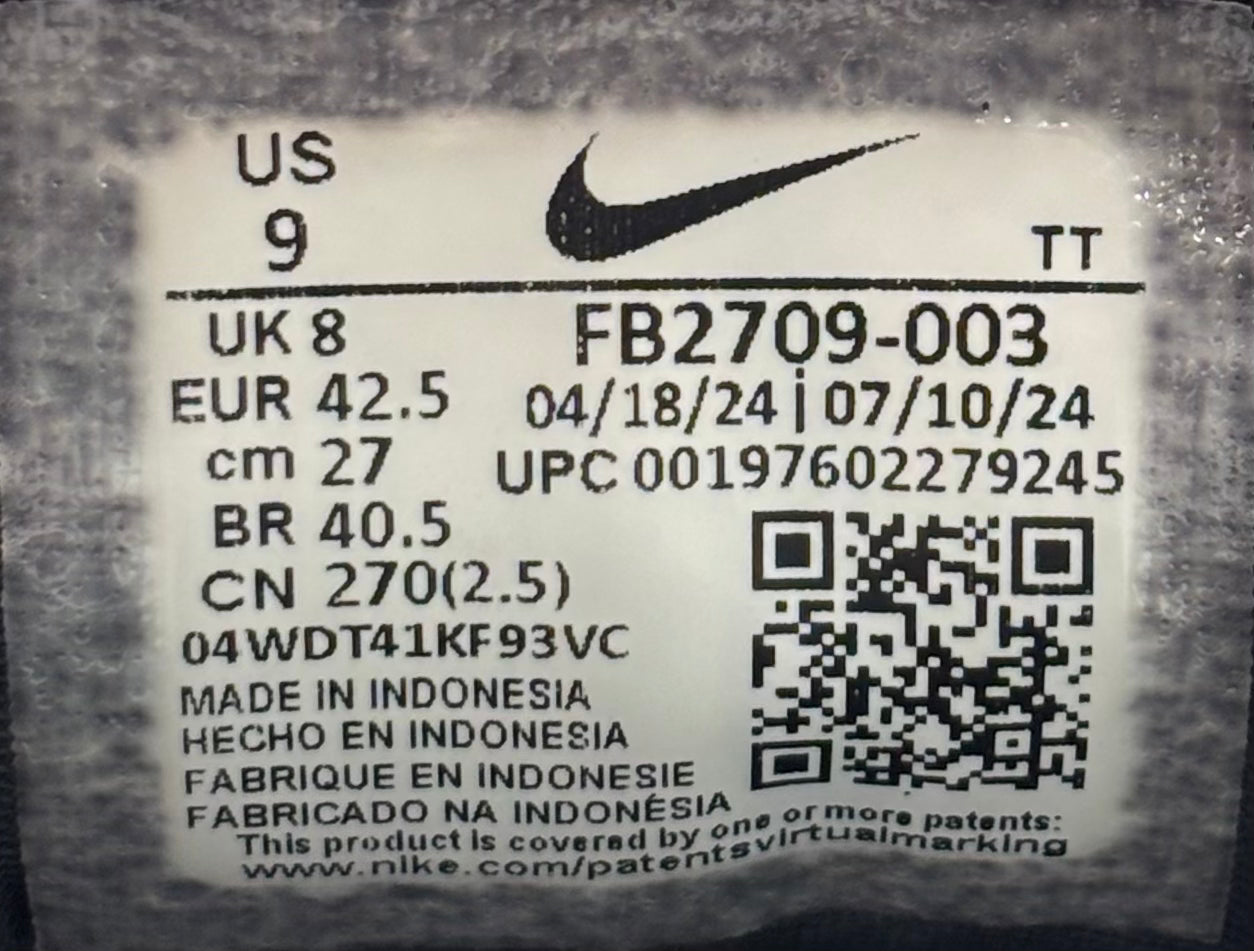 US
9
TT
UK 8
FB2709-003
EUR 42.5
04/18/24 | 07/10/24
cm 27
UPC 00197602279245
BR 40.5
CN 270(2.5)
04WDT41KF93VC
MADE IN INDONESIA
HECHO EN INDONESIA
FABRIQUE EN INDONESIE
FABRICADO NA INDONÉSIA
This product is covered by one or more patents:
www.nike.com/patentsvirtualmarking